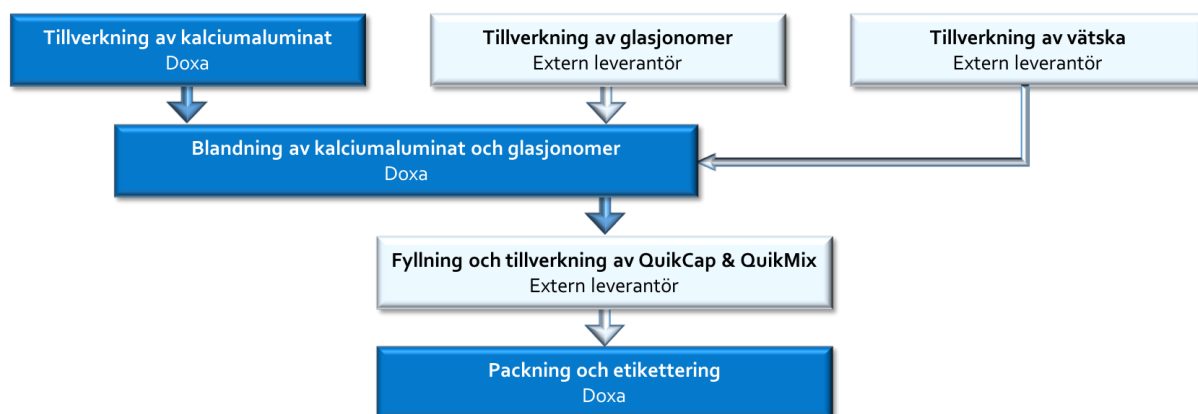 Tillverkning av kalciumaluminat
Doxa
Tillverkning av glasjonomer
Extern leverantör
Tillverkning av vätska
Extern leverantör
Blandning av kalciumaluminat och glasjonomer
Doxa
Fyllning och tillverkning av QuikCap & QuikMix
Extern leverantör
Packning och etikettering
Doxa